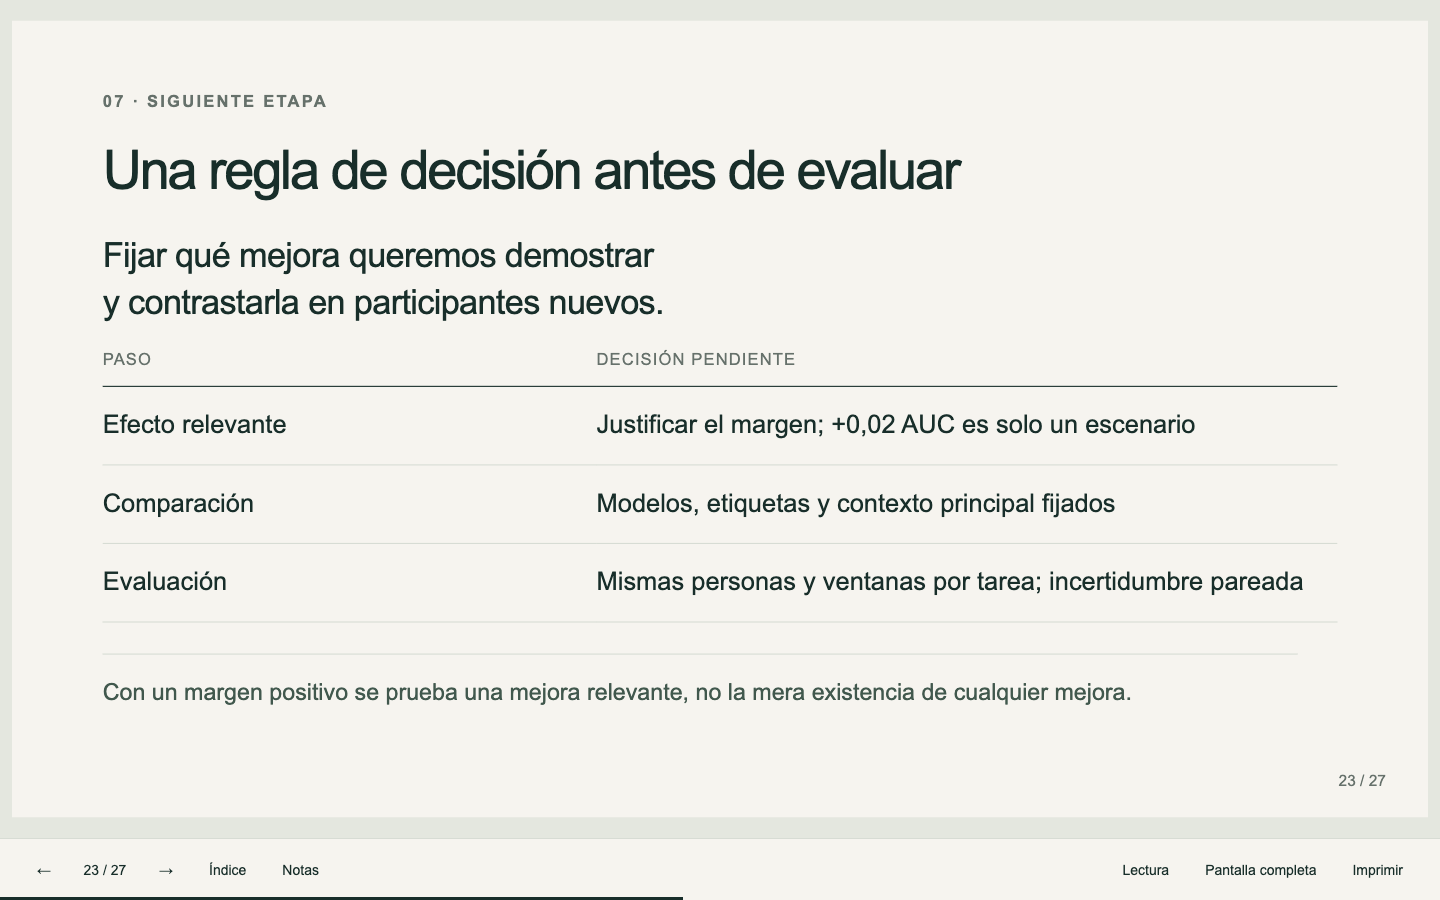 07 · SIGUIENTE ETAPA
Una regla de decisión antes de evaluar
Fijar qué mejora queremos demostrar
y contrastarla en participantes nuevos.
PASO DECISIÓN PENDIENTE
Efecto relevante Justificar el margen; +0,02 AUC es solo un escenario
Comparación Modelos, etiquetas y contexto principal fijados
Evaluación Mismas personas y ventanas por tarea; incertidumbre pareada
Con un margen positivo se prueba una mejora relevante, no la mera existencia de cualquier mejora.
23 / 27
← 23 / 27 → Índice Notas Lectura Pantalla completa Imprimir